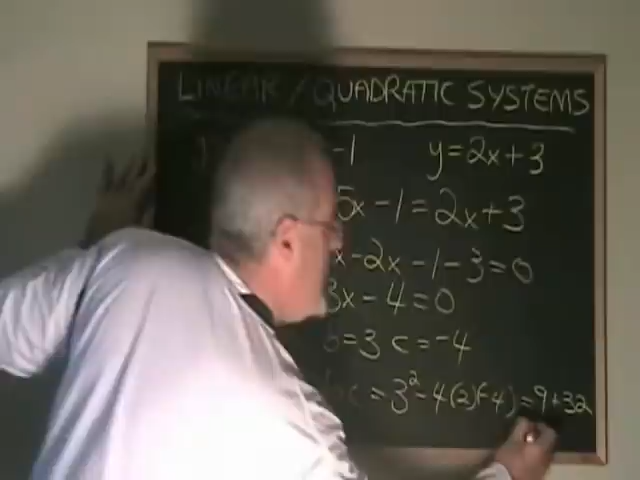 LINEAR / QUADRATIC SYSTEMS
-1 y=2x+3
5x-1=2x+3
x-2x-1-3=0
3x-4=0
=3 c=-4
=3²-4(2)(-4)=9+32